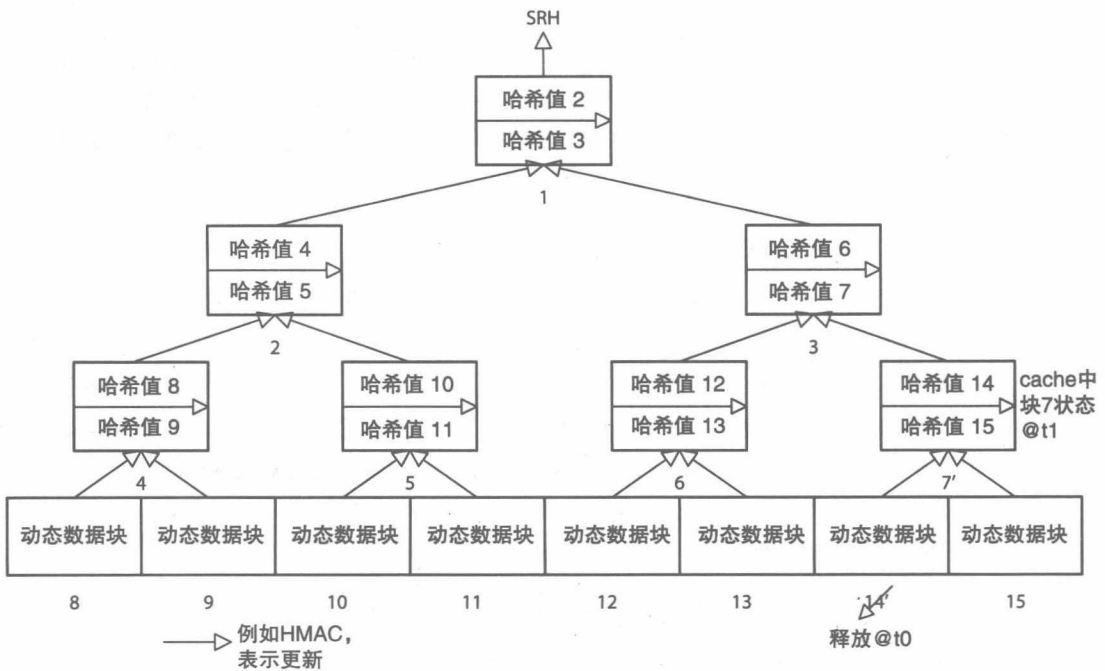 SRH
哈希值 2
哈希值 3
1
哈希值 4
哈希值 5
哈希值 6
哈希值 7
2
3
哈希值 8
哈希值 9
哈希值 10
哈希值 11
哈希值 12
哈希值 13
哈希值 14
哈希值 15
cache中
块7状态
@t1
4
5
6
7′
动态数据块
动态数据块
动态数据块
动态数据块
动态数据块
动态数据块
动态数据块
动态数据块
8
9
10
11
12
13
14′
15
例如HMAC，
表示更新
释放@t0